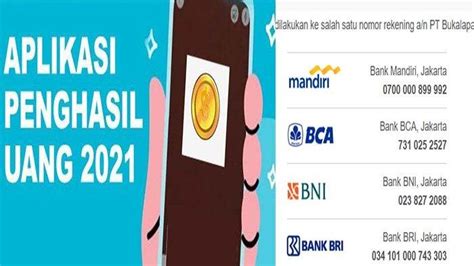 APLIKASI
PENGHASIL
UANG 2021
dilakukan ke salah satu nomor rekening a/n PT Bukalapa
mandiri
Bank Mandiri, Jakarta
0700 000 899 992
BCA
Bank BCA, Jakarta
731 025 2527
BNI
Bank BNI, Jakarta
023 827 2088
BANK BRI
Bank BRI, Jakarta
034 101 000 743 303